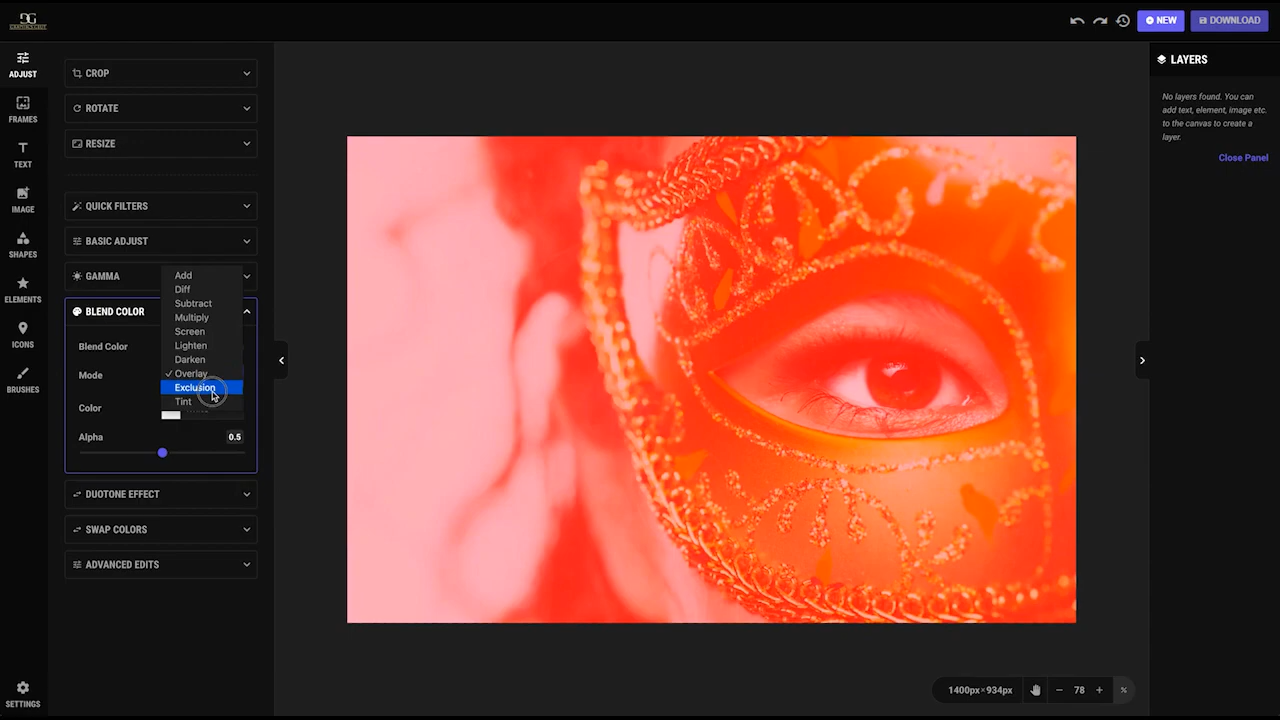 DG
NEW
DOWNLOAD
ADJUST
FRAMES
TEXT
IMAGE
SHAPES
ELEMENTS
ICONS
BRUSHES
SETTINGS
CROP
ROTATE
RESIZE
QUICK FILTERS
BASIC ADJUST
GAMMA
BLEND COLOR
Blend Color
Mode
Color
Alpha
0.5
Add
Diff
Subtract
Multiply
Screen
Lighten
Darken
✓ Overlay
Exclusion
Tint
DUOTONE EFFECT
SWAP COLORS
ADVANCED EDITS
LAYERS
No layers found. You can
add text, element, image etc.
to the canvas to create a
layer.
Close Panel
1400px×934px
− 78 + %